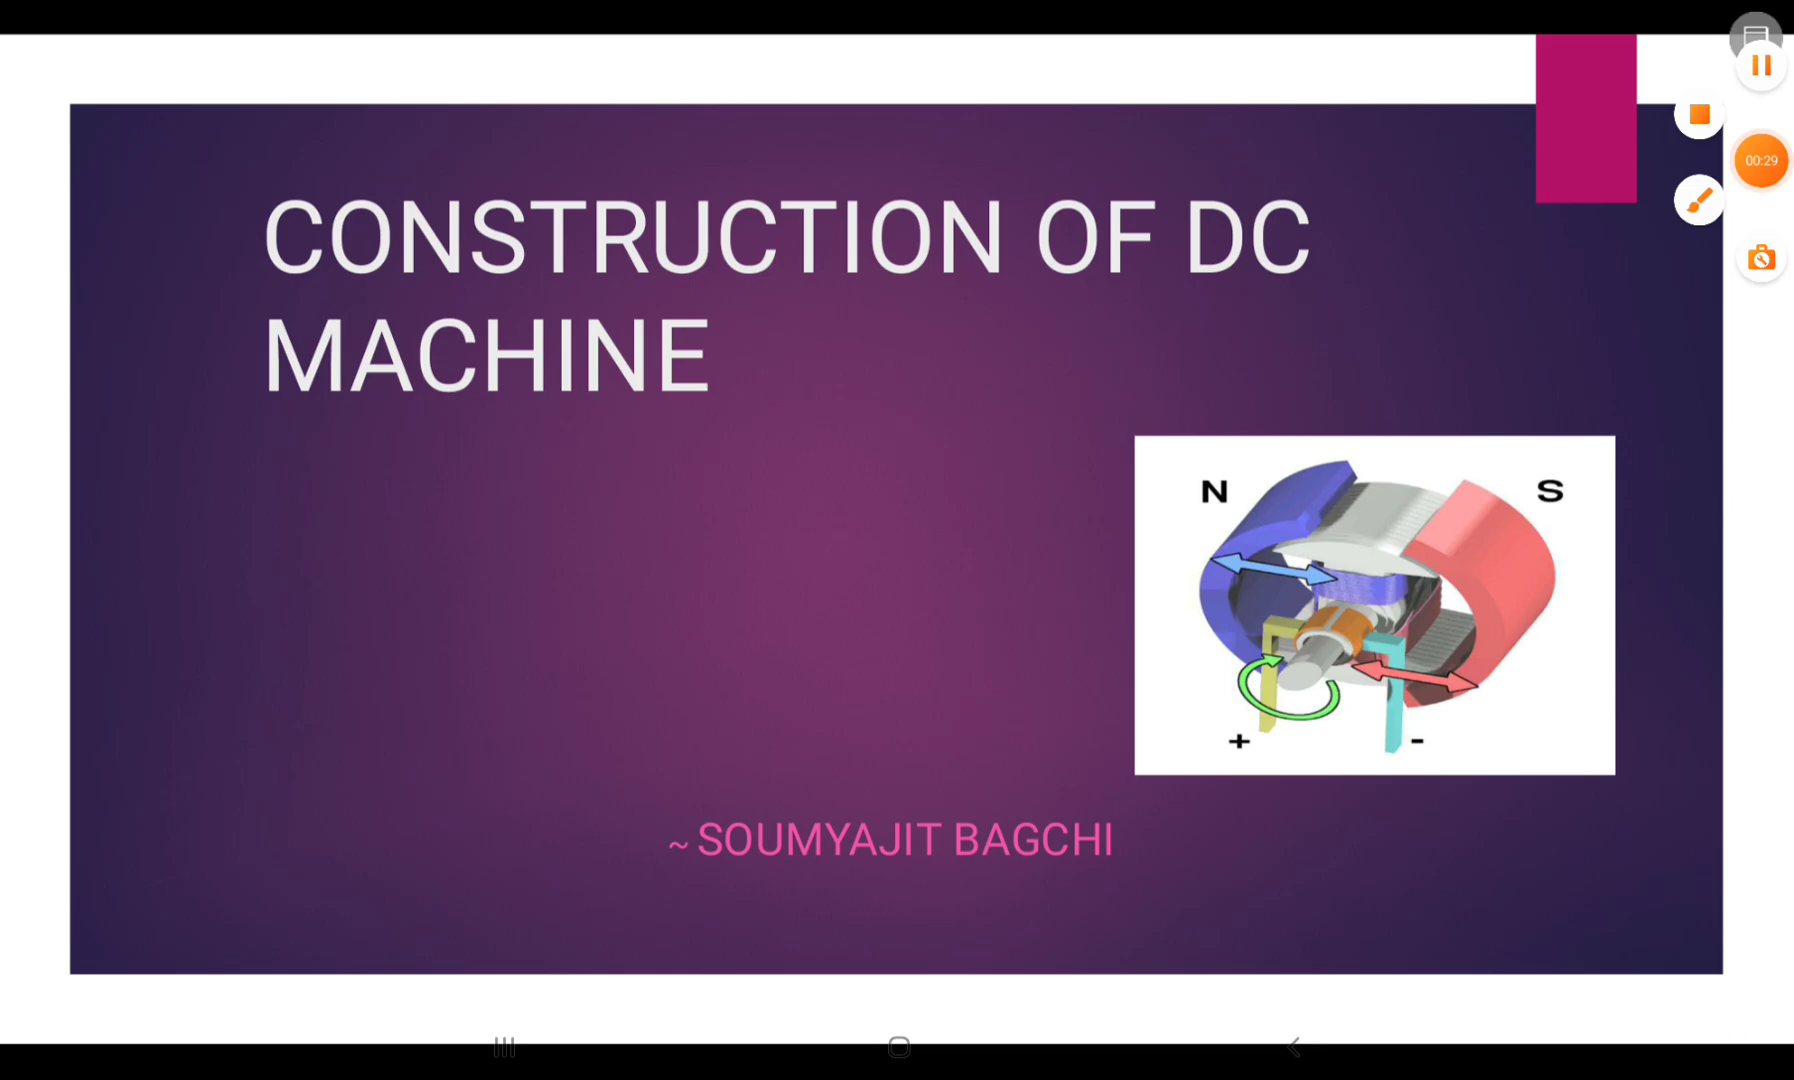 00:29
CONSTRUCTION OF DC
MACHINE
N
S
+
-
~ SOUMYAJIT BAGCHI